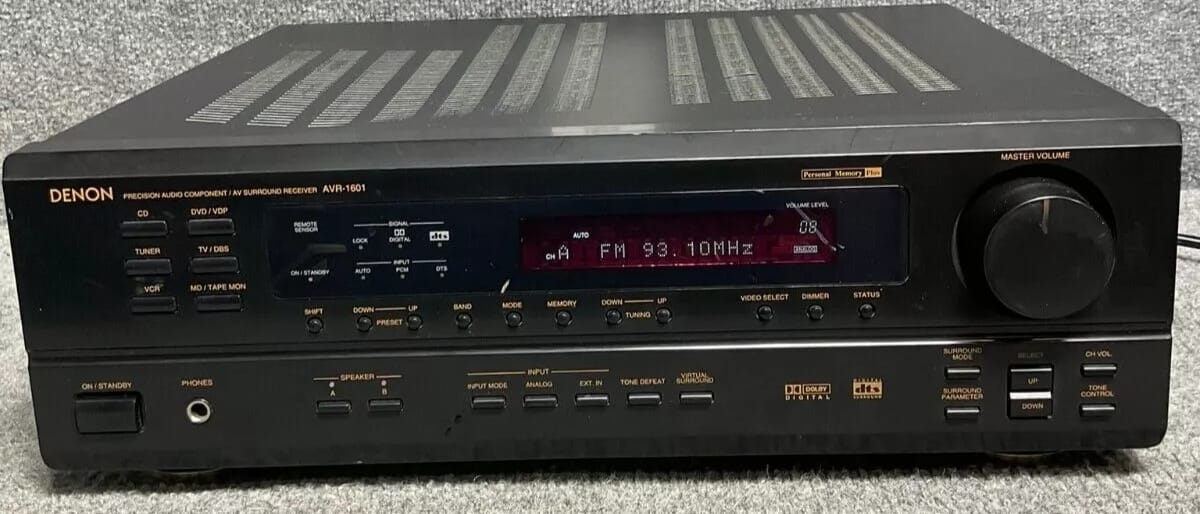 MASTER VOLUME
Personal Memory Plus
DENON PRECISION AUDIO COMPONENT / AV SURROUND RECEIVER AVR-1601
CD DVD / VDP
TUNER TV / DBS
VCR MD / TAPE MON
REMOTE SENSOR
SIGNAL
LOCK DIGITAL dts
INPUT
ON / STANDBY AUTO PCM DTS
VOLUME LEVEL
AUTO 08
CH A FM 93.10MHz ANALOG
SHIFT DOWN PRESET UP BAND MODE MEMORY DOWN TUNING UP VIDEO SELECT DIMMER STATUS
ON / STANDBY PHONES
SPEAKER
A B
INPUT
INPUT MODE ANALOG EXT. IN TONE DEFEAT VIRTUAL SURROUND
DOLBY DIGITAL
DIGITAL dts SURROUND
SURROUND MODE SELECT CH VOL.
UP
SURROUND PARAMETER DOWN TONE CONTROL